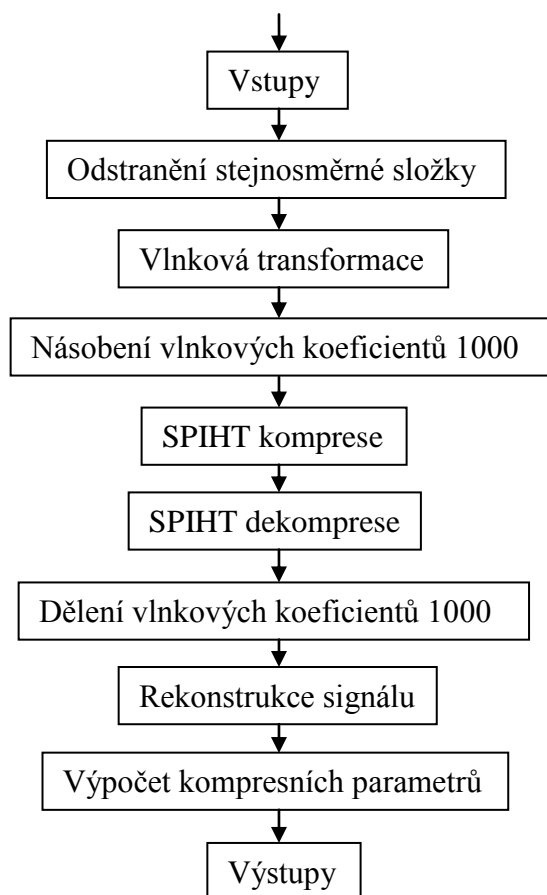 Vstupy
Odstranění stejnosměrné složky
Vlnková transformace
Násobení vlnkových koeficientů 1000
SPIHT komprese
SPIHT dekomprese
Dělení vlnkových koeficientů 1000
Rekonstrukce signálu
Výpočet kompresních parametrů
Výstupy